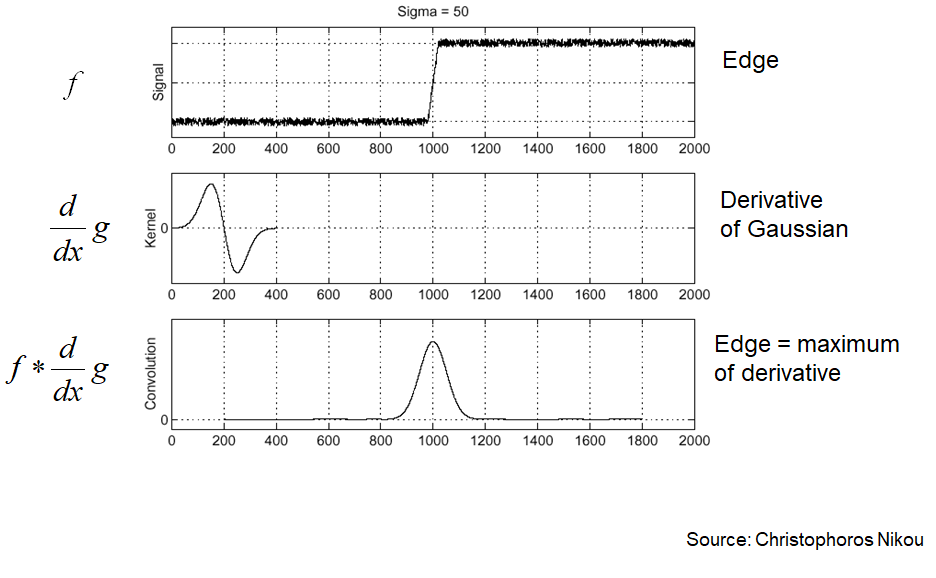 Sigma = 50
f
Signal
Edge
0 200 400 600 800 1000 1200 1400 1600 1800 2000
d
dx
g
Kernel
0
Derivative
of Gaussian
0 200 400 600 800 1000 1200 1400 1600 1800 2000
f * d
dx
g
Convolution
0
Edge = maximum
of derivative
0 200 400 600 800 1000 1200 1400 1600 1800 2000
Source: Christophoros Nikou